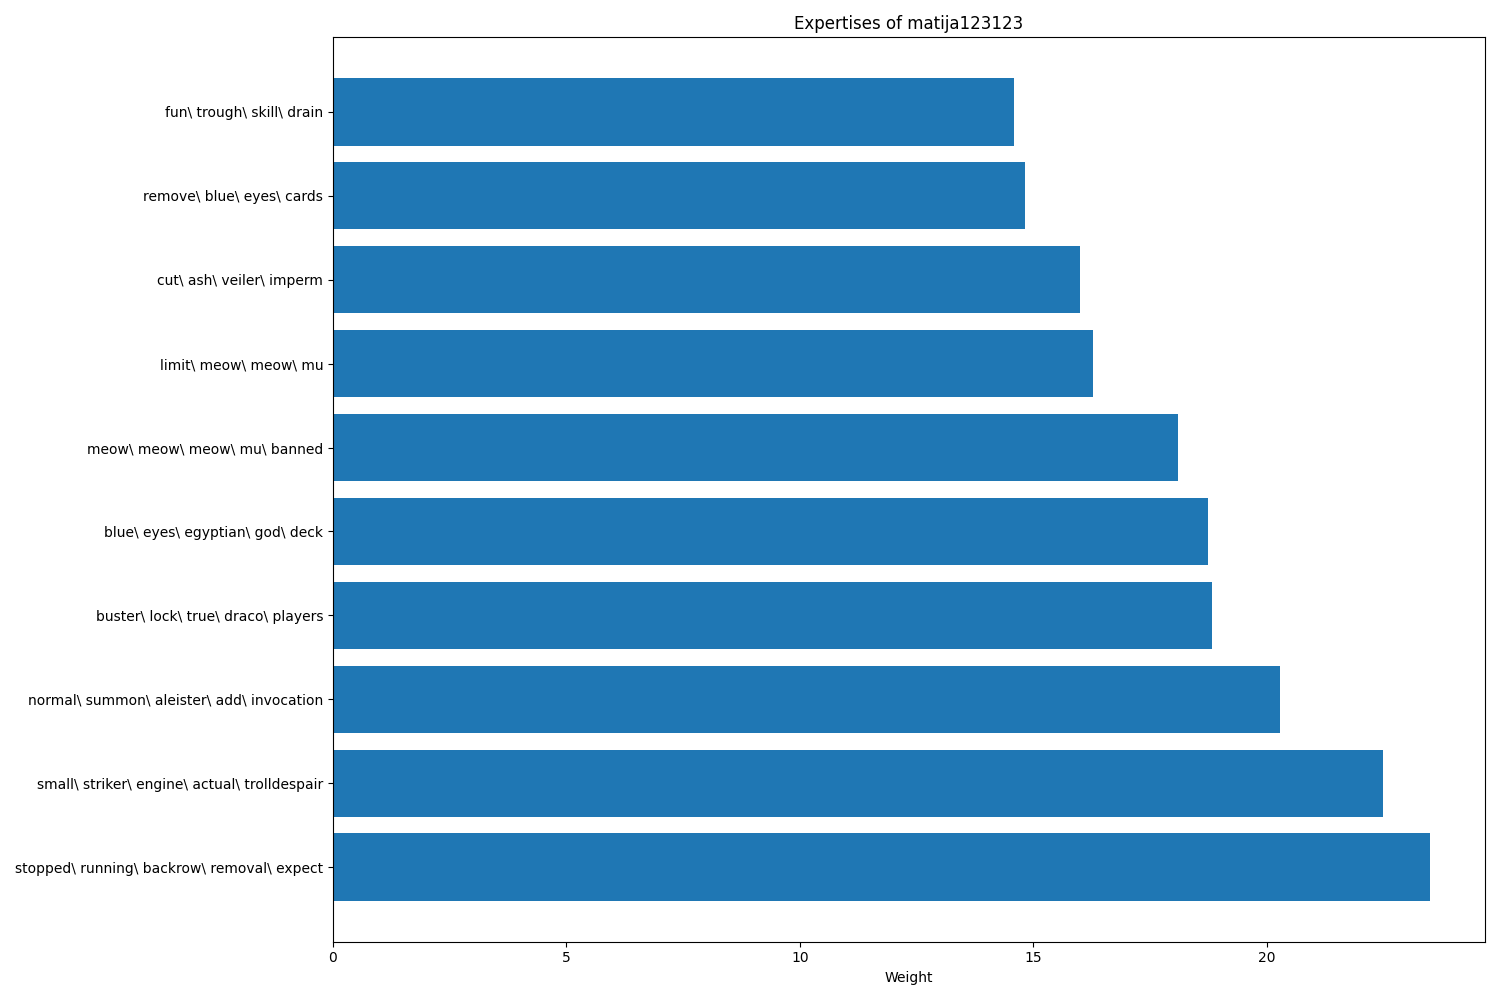 Expertises of matija123123
fun\ trough\ skill\ drain
remove\ blue\ eyes\ cards
cut\ ash\ veiler\ imperm
limit\ meow\ meow\ mu
meow\ meow\ meow\ mu\ banned
blue\ eyes\ egyptian\ god\ deck
buster\ lock\ true\ draco\ players
normal\ summon\ aleister\ add\ invocation
small\ striker\ engine\ actual\ trolldespair
stopped\ running\ backrow\ removal\ expect
0 5 10 15 20
Weight